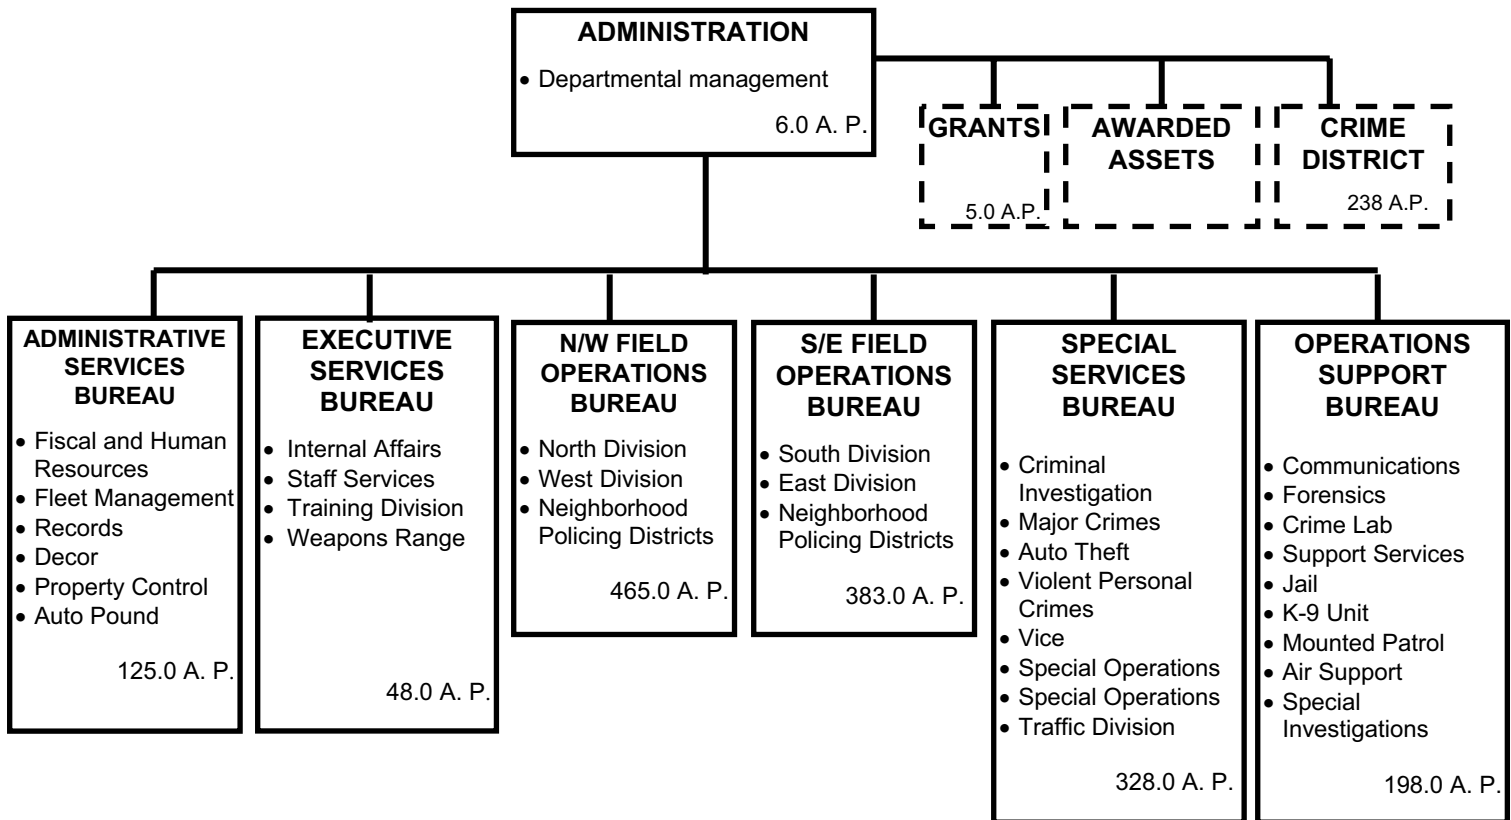 ADMINISTRATION
• Departmental management
6.0 A. P.
GRANTS
5.0 A.P.
AWARDED
ASSETS
CRIME
DISTRICT
238 A.P.
ADMINISTRATIVE
SERVICES
BUREAU
• Fiscal and Human
Resources
• Fleet Management
• Records
• Decor
• Property Control
• Auto Pound
125.0 A. P.
EXECUTIVE
SERVICES
BUREAU
• Internal Affairs
• Staff Services
• Training Division
• Weapons Range
48.0 A. P.
N/W FIELD
OPERATIONS
BUREAU
• North Division
• West Division
• Neighborhood
Policing Districts
465.0 A. P.
S/E FIELD
OPERATIONS
BUREAU
• South Division
• East Division
• Neighborhood
Policing Districts
383.0 A. P.
SPECIAL
SERVICES
BUREAU
• Criminal
Investigation
• Major Crimes
• Auto Theft
• Violent Personal
Crimes
• Vice
• Special Operations
• Special Operations
• Traffic Division
328.0 A. P.
OPERATIONS
SUPPORT
BUREAU
• Communications
• Forensics
• Crime Lab
• Support Services
• Jail
• K-9 Unit
• Mounted Patrol
• Air Support
• Special
Investigations
198.0 A. P.